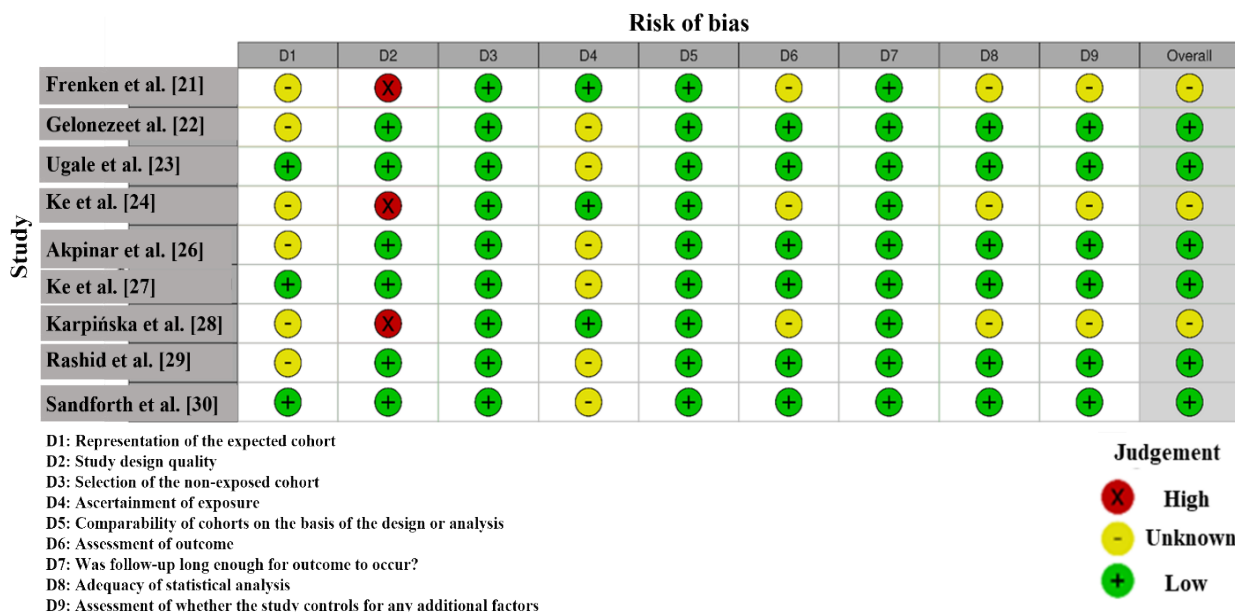 Risk of bias
D1 D2 D3 D4 D5 D6 D7 D8 D9 Overall
Study
Frenken et al. [21] - X + + + - + - - -
Gelonezeet al. [22] - + + - + + + + + +
Ugale et al. [23] + + + - + + + + + +
Ke et al. [24] - X + + + - + - - -
Akpinar et al. [26] - + + - + + + + + +
Ke et al. [27] + + + - + + + + + +
Karpińska et al. [28] - X + + + - + - - -
Rashid et al. [29] - + + - + + + + + +
Sandforth et al. [30] + + + - + + + + + +
D1: Representation of the expected cohort
D2: Study design quality
D3: Selection of the non-exposed cohort
D4: Ascertainment of exposure
D5: Comparability of cohorts on the basis of the design or analysis
D6: Assessment of outcome
D7: Was follow-up long enough for outcome to occur?
D8: Adequacy of statistical analysis
D9: Assessment of whether the study controls for any additional factors
Judgement
X High
- Unknown
+ Low